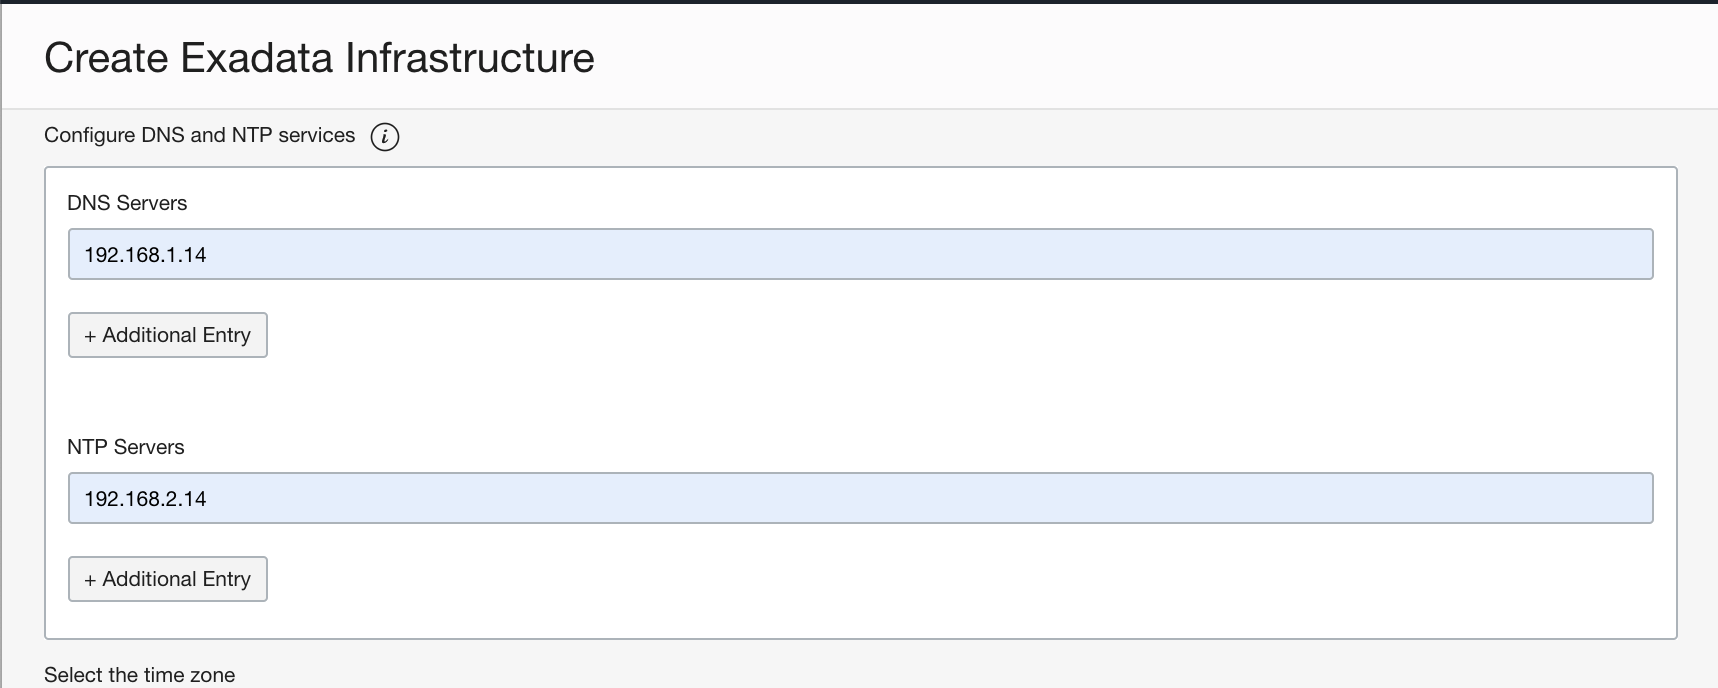 Create Exadata Infrastructure
Configure DNS and NTP services i
DNS Servers
192.168.1.14
+ Additional Entry
NTP Servers
192.168.2.14
+ Additional Entry
Select the time zone